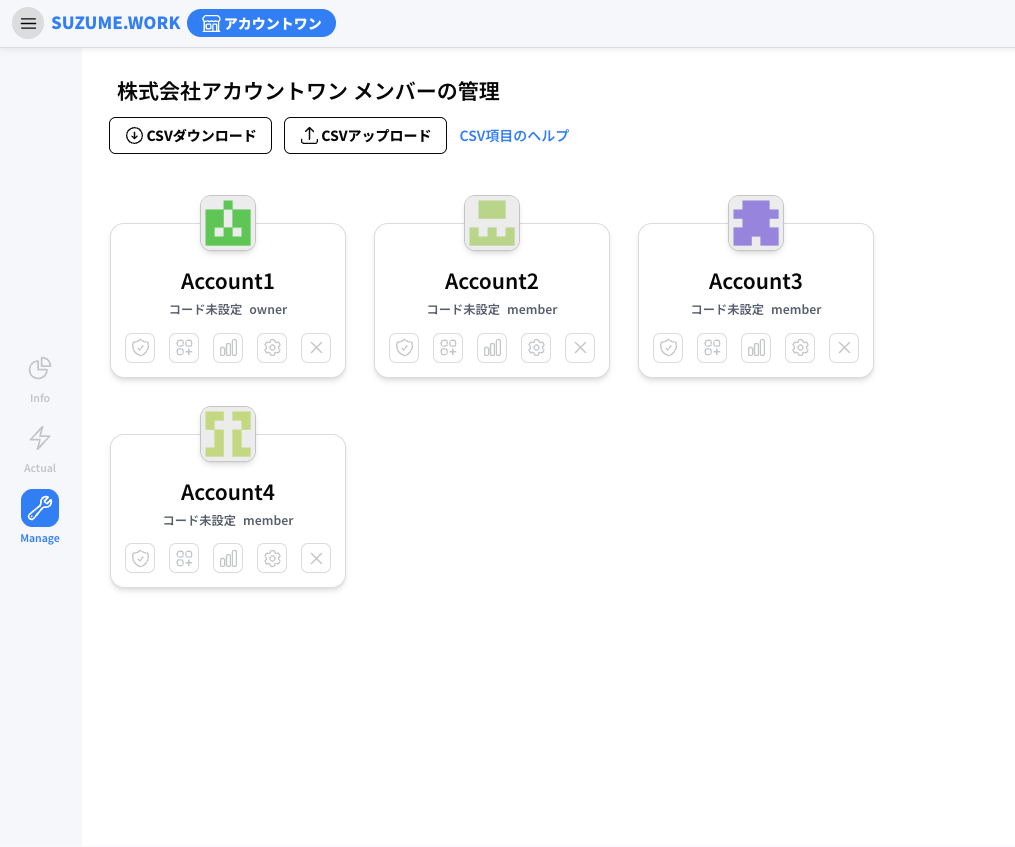 SUZUME.WORK アカウントワン
株式会社アカウントワン メンバーの管理
CSVダウンロード CSVアップロード CSV項目のヘルプ
Account1
コード未設定 owner
Account2
コード未設定 member
Account3
コード未設定 member
Info
Actual
Manage
Account4
コード未設定 member